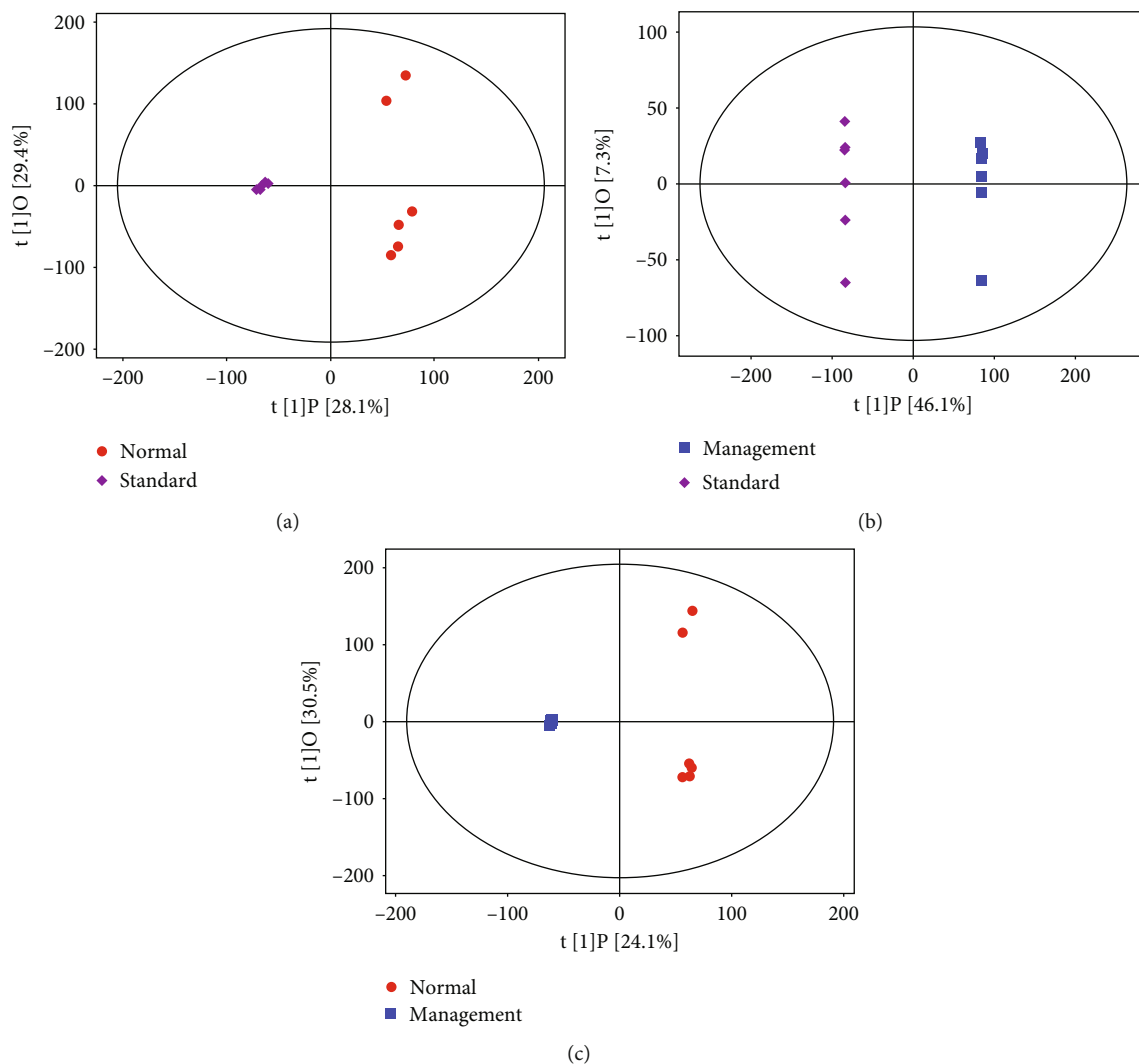 200
100
0
−100
−200
t [1]O [29.4%]
−200 −100 0 100 200
t [1]P [28.1%]
Normal
Standard
(a)
100
50
0
−50
−100
t [1]O [7.3%]
−200 −100 0 100 200
t [1]P [46.1%]
Management
Standard
(b)
200
100
0
−100
−200
t [1]O [30.5%]
−200 −100 0 100 200
t [1]P [24.1%]
Normal
Management
(c)